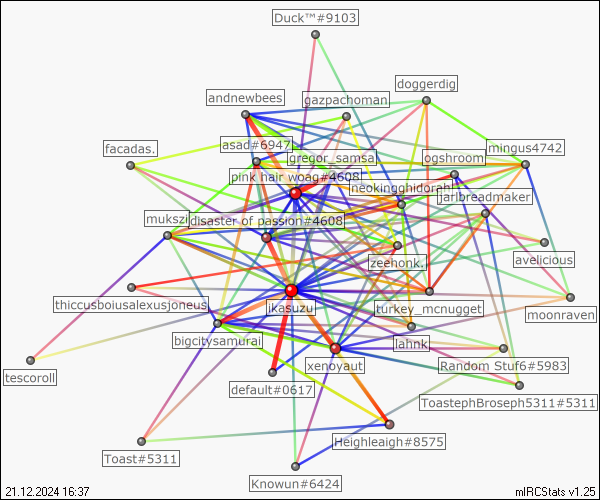 Duck™#9103
doggerdig
andnewbees
gazpachoman
facadas.
asad#6947
mingus4742
gregor_samsa
ogshroom
pink hair woag#4608
neokingghidorah
jaribreadmaker
mukszi
disaster of passion#4608
avelicious
zeehonk.
thiccusboiusalexusjoneus
ikasuzu
turkey_mcnugget
moonraven
bigcitysamurai
lahnk
xenoyaut
Random Stuf6#5983
tescoroll
default#0617
ToastephBroseph5311#5311
Heighleaigh#8575
Toast#5311
Knowun#6424
21.12.2024 16:37
mIRCStats v1.25